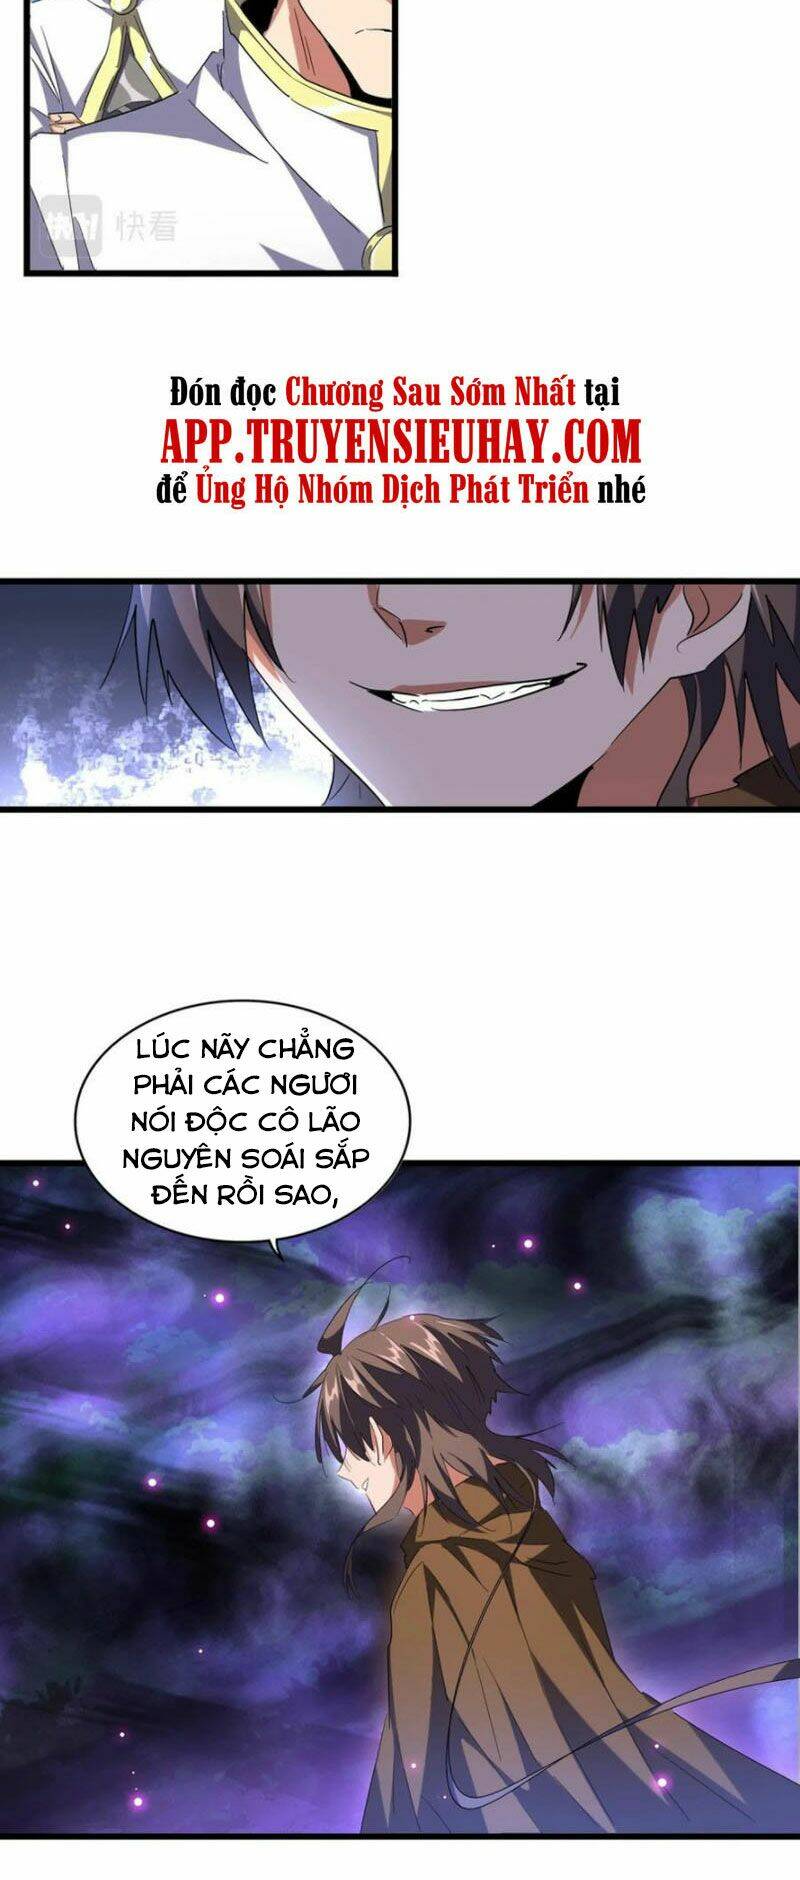 快看
Đón đọc Chương Sau Sớm Nhất tại
APP.TRUYENSIEUHAY.COM
để Ủng Hộ Nhóm Dịch Phát Triển nhé
LÚC NÃY CHẲNG
PHẢI CÁC NGƯƠI
NÓI ĐỘC CÔ LÃO
NGUYÊN SOÁI SẮP
ĐẾN RỒI SAO,